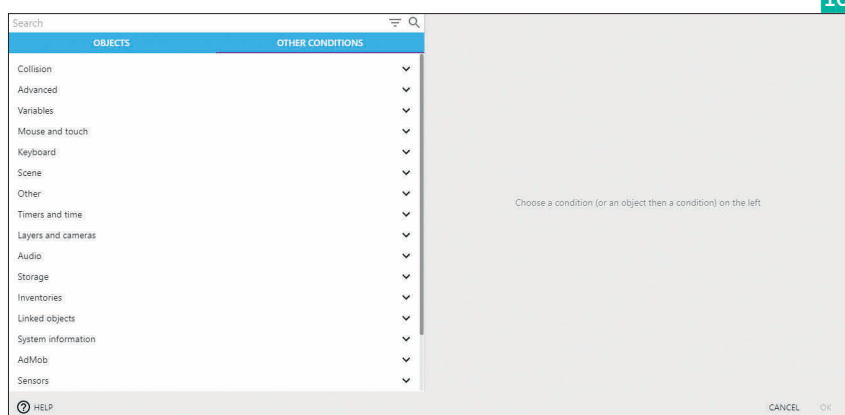 10
Search
OBJECTS OTHER CONDITIONS
Collision
Advanced
Variables
Mouse and touch
Keyboard
Scene
Other
Timers and time
Layers and cameras
Audio
Storage
Inventories
Linked objects
System information
AdMob
Sensors
Choose a condition (or an object then a condition) on the left
? HELP CANCEL OK